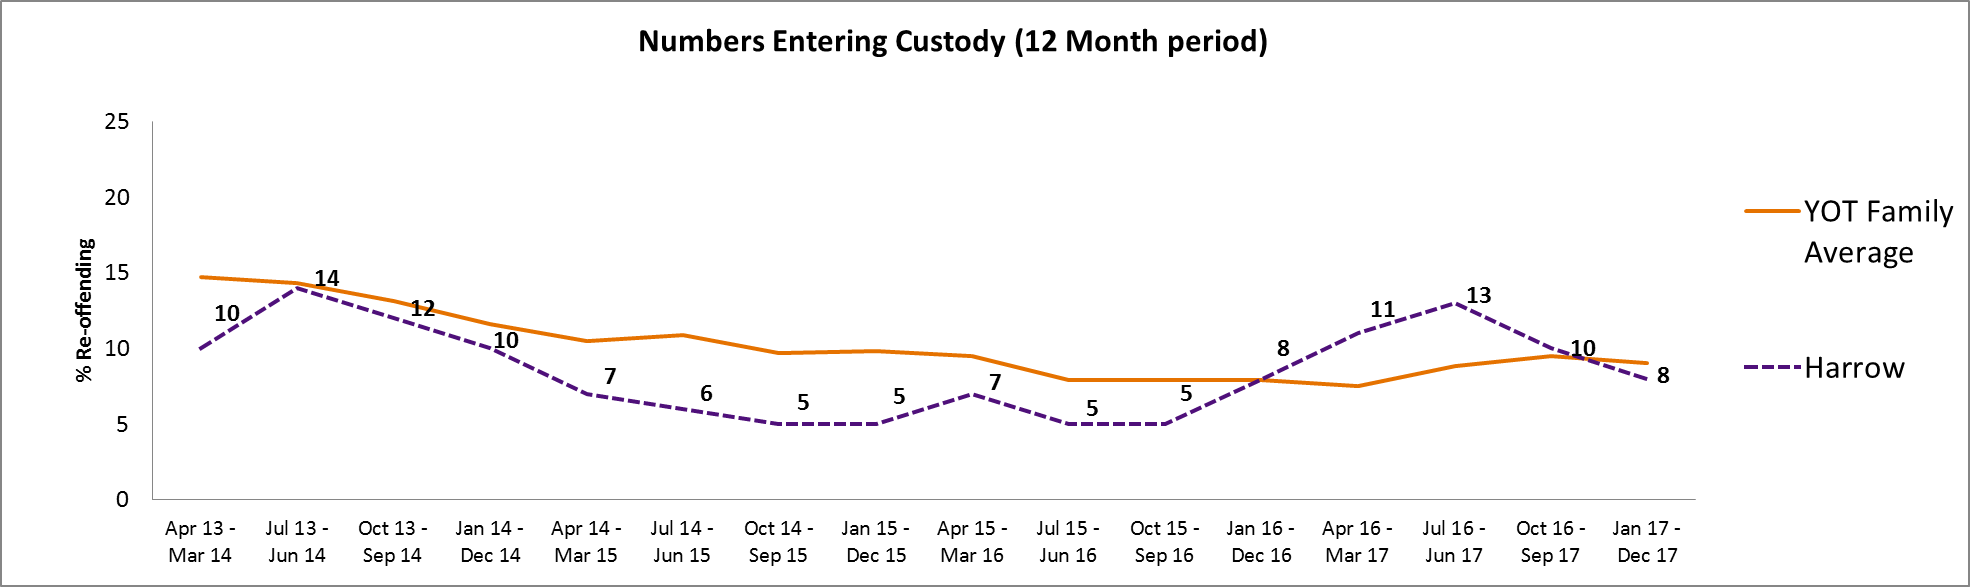 Numbers Entering Custody (12 Month period)
% Re-offending
25
20
15
10
5
0
10
14
12
10
7
6
5
5
7
5
5
8
11
13
10
8
Apr 13 -
Mar 14
Jul 13 -
Jun 14
Oct 13 -
Sep 14
Jan 14 -
Dec 14
Apr 14 -
Mar 15
Jul 14 -
Jun 15
Oct 14 -
Sep 15
Jan 15 -
Dec 15
Apr 15 -
Mar 16
Jul 15 -
Jun 16
Oct 15 -
Sep 16
Jan 16 -
Dec 16
Apr 16 -
Mar 17
Jul 16 -
Jun 17
Oct 16 -
Sep 17
Jan 17 -
Dec 17
YOT Family
Average
Harrow